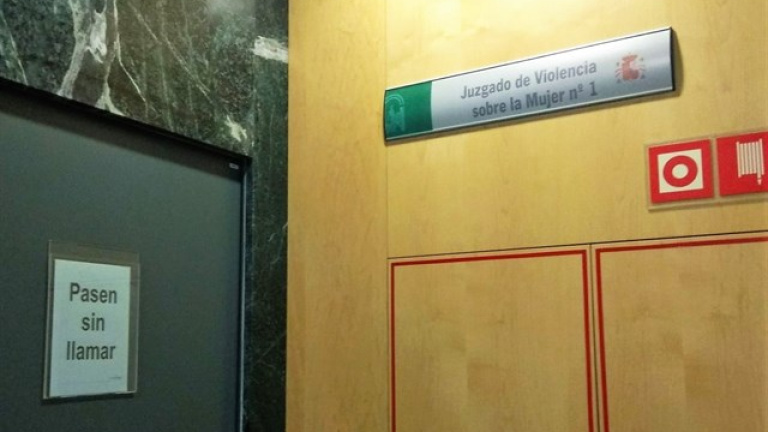 Juzgado de Violencia
sobre la Mujer nº 1
Pasen
sin
llamar